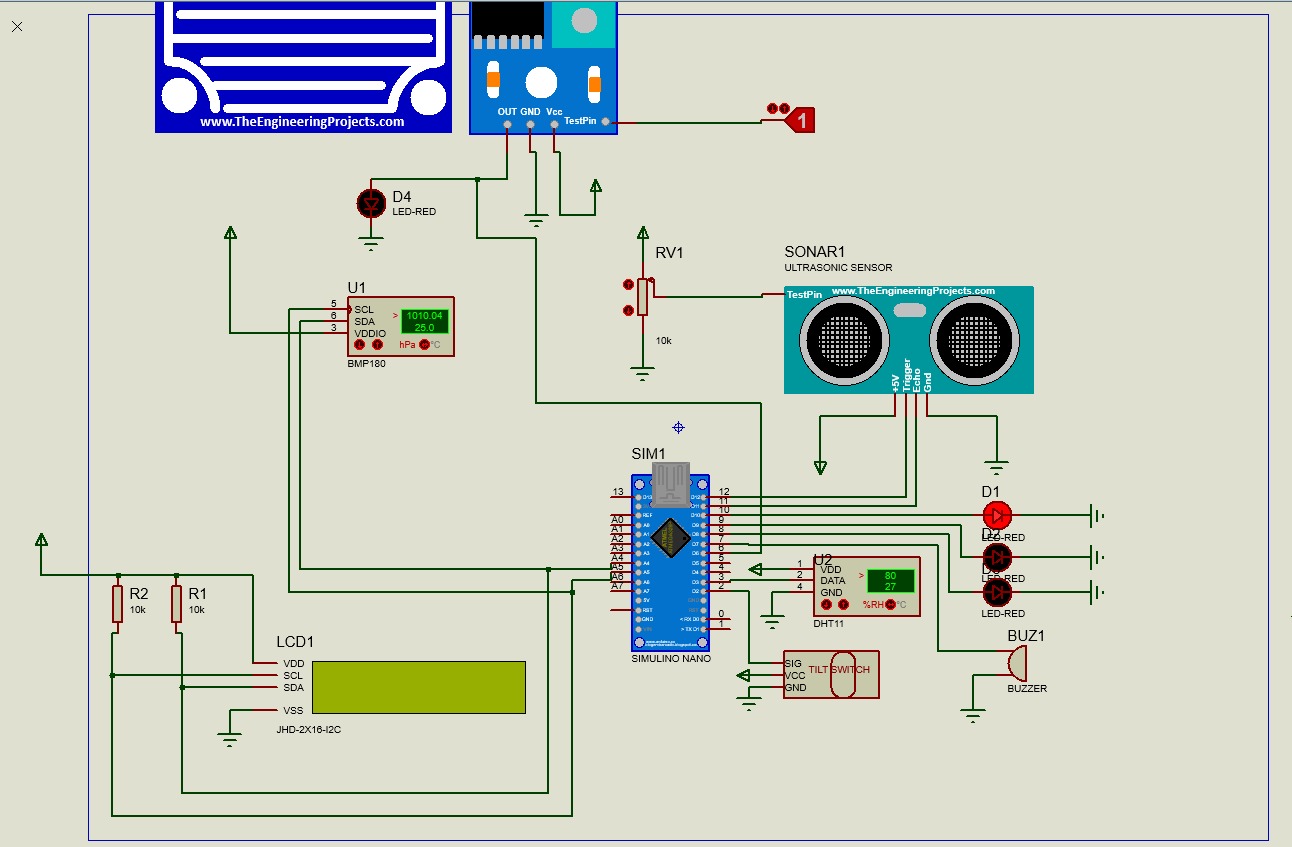 www.TheEngineeringProjects.com
OUT GND Vcc
TestPin
1
D4
LED-RED
U1
5 SCL
6 SDA
3 VDDIO
> 1010.04
25.0
hPa °C
BMP180
RV1
10k
SONAR1
ULTRASONIC SENSOR
TestPin
www.TheEngineeringProjects.com
+5V
Trigger
Echo
Gnd
SIM1
13
A0
A1
A2
A3
A4
A5
A6
A7
12
11
10
9
8
7
6
5
4
3
2
0
1
REF
RST
GND
5V
SIMULINO NANO
D1
LED-RED
D2
LED-RED
D3
LED-RED
U2
1 VDD
2 DATA
4 GND
> 80
27
%RH °C
DHT11
SIG
VCC
GND
TILT SWITCH
BUZ1
BUZZER
R2
10k
R1
10k
LCD1
VDD
SCL
SDA
VSS
JHD-2X16-I2C